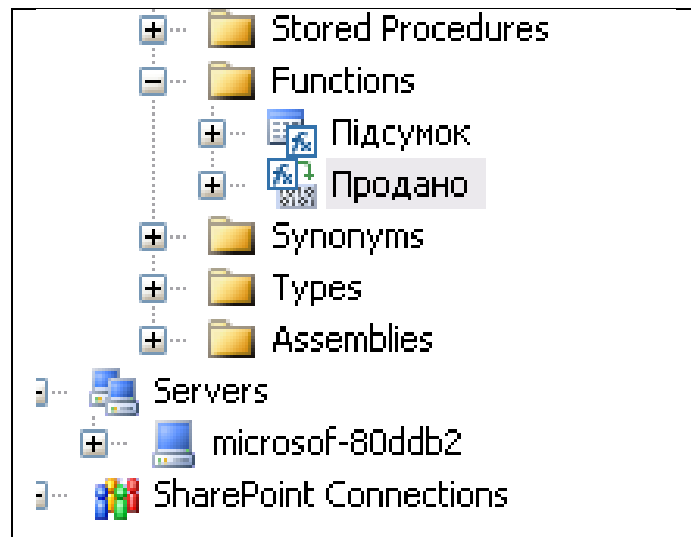 Stored Procedures
Functions
Підсумок
Продано
Synonyms
Types
Assemblies
Servers
microsof-80ddb2
SharePoint Connections